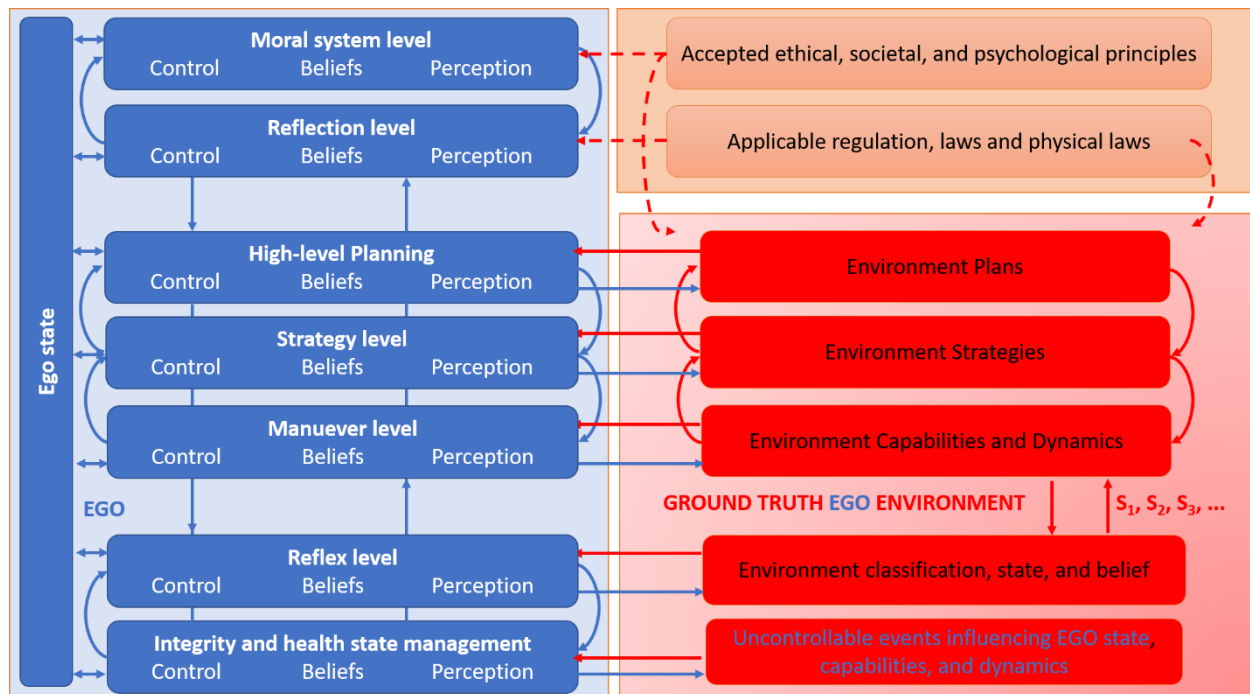 Ego state
Moral system level
Control Beliefs Perception
Reflection level
Control Beliefs Perception
High-level Planning
Control Beliefs Perception
Strategy level
Control Beliefs Perception
Manuever level
Control Beliefs Perception
EGO
Reflex level
Control Beliefs Perception
Integrity and health state management
Control Beliefs Perception
Accepted ethical, societal, and psychological principles
Applicable regulation, laws and physical laws
Environment Plans
Environment Strategies
Environment Capabilities and Dynamics
GROUND TRUTH EGO ENVIRONMENT
S₁, S₂, S₃, ...
Environment classification, state, and belief
Uncontrollable events influencing EGO state,
capabilities, and dynamics